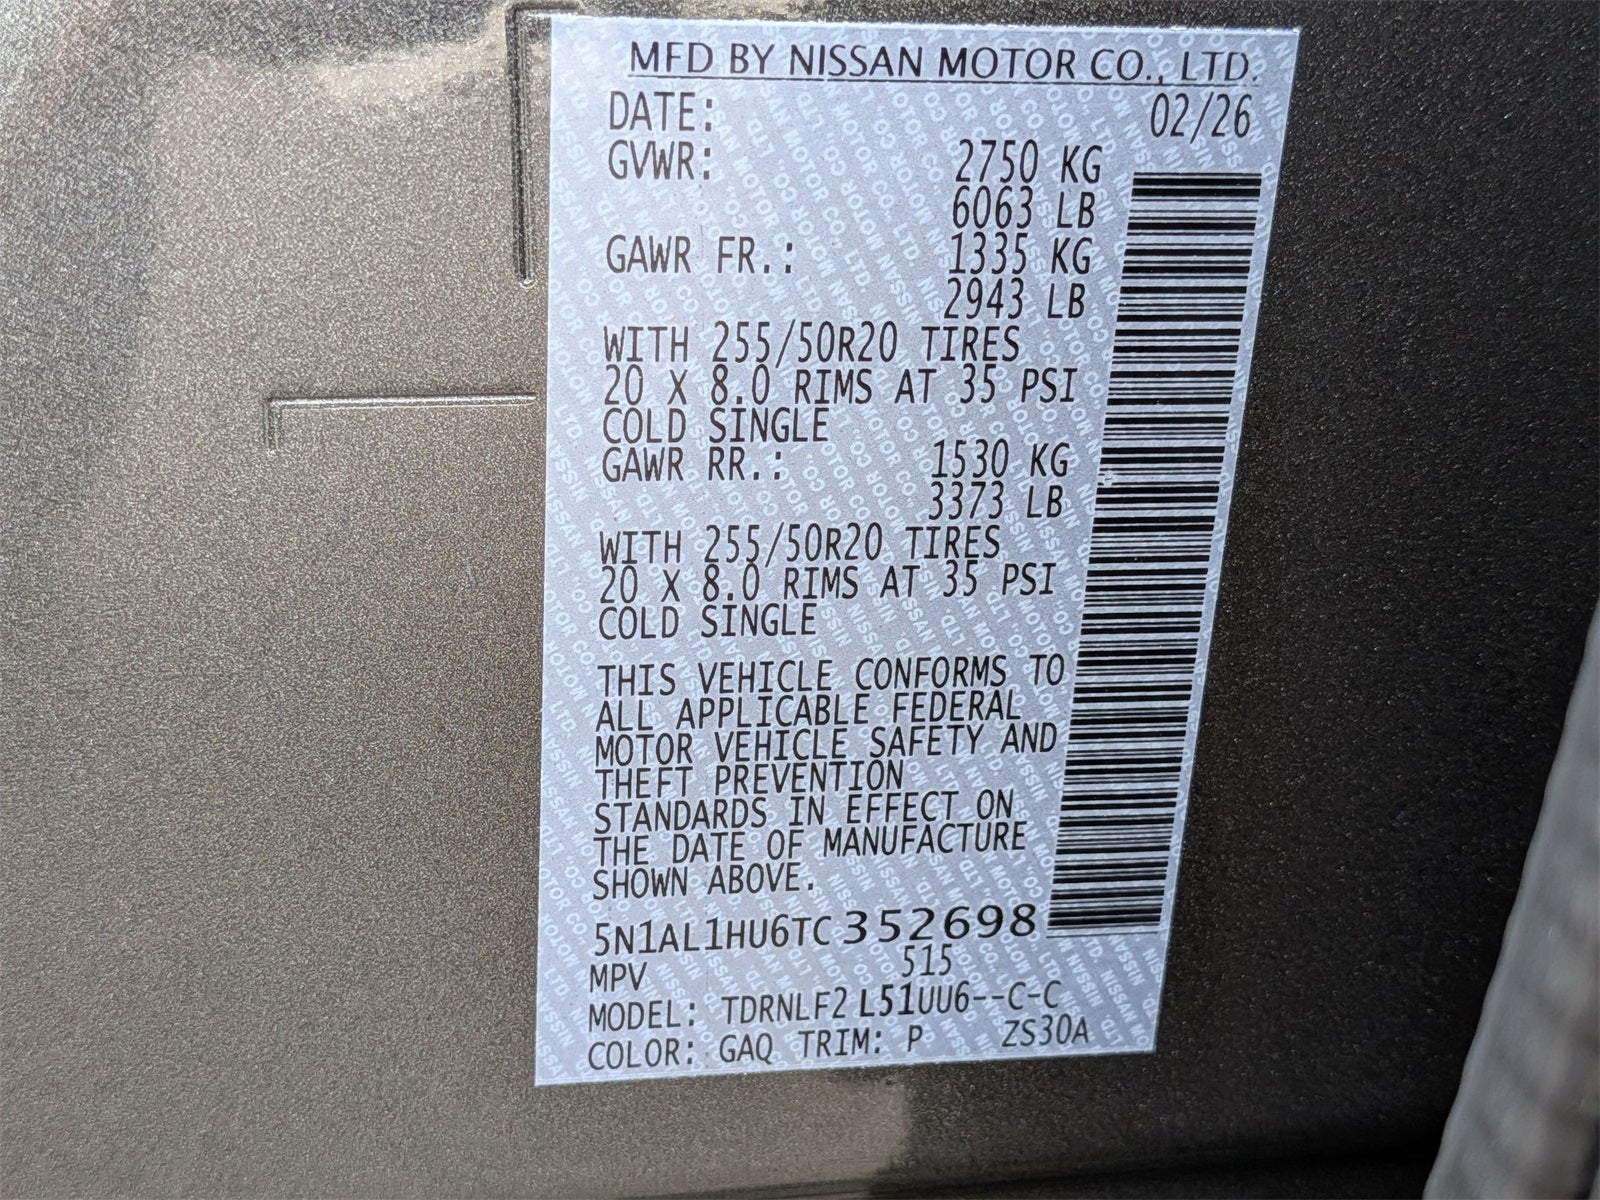 MFD BY NISSAN MOTOR CO., LTD.
DATE: 02/26
GVWR: 2750 KG
6063 LB
GAWR FR.: 1335 KG
2943 LB
WITH 255/50R20 TIRES
20 X 8.0 RIMS AT 35 PSI
COLD SINGLE
GAWR RR.: 1530 KG
3373 LB
WITH 255/50R20 TIRES
20 X 8.0 RIMS AT 35 PSI
COLD SINGLE
THIS VEHICLE CONFORMS TO
ALL APPLICABLE FEDERAL
MOTOR VEHICLE SAFETY AND
THEFT PREVENTION
STANDARDS IN EFFECT ON
THE DATE OF MANUFACTURE
SHOWN ABOVE.
5N1AL1HU6TC352698
MPV 515
MODEL: TDRNLF2 L51UU6--C-C
COLOR: GAQ TRIM: P ZS30A